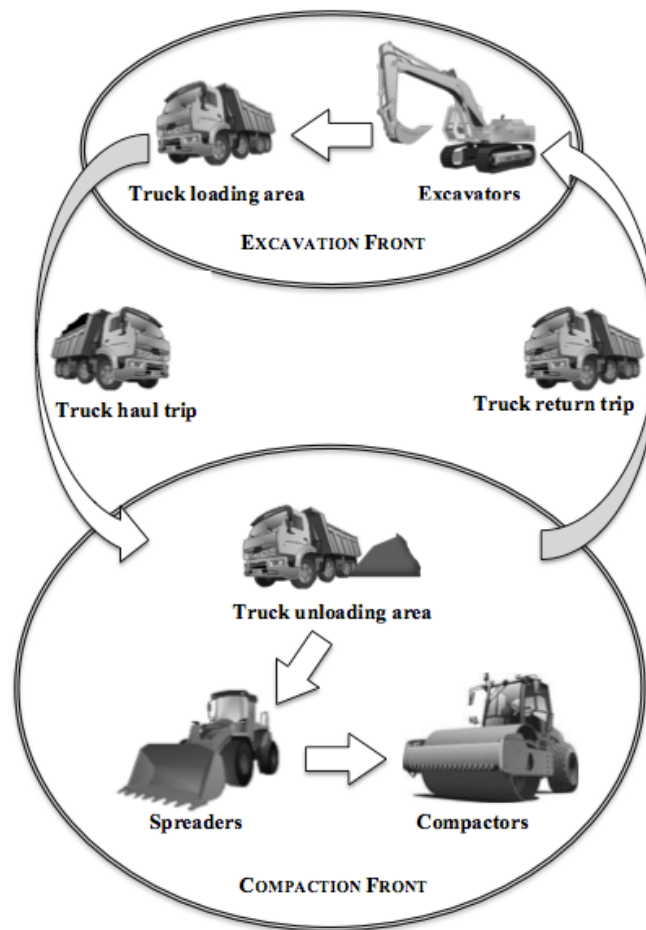 Truck loading area
Excavators
EXCAVATION FRONT
Truck haul trip
Truck return trip
Truck unloading area
Spreaders
Compactors
COMPACTION FRONT